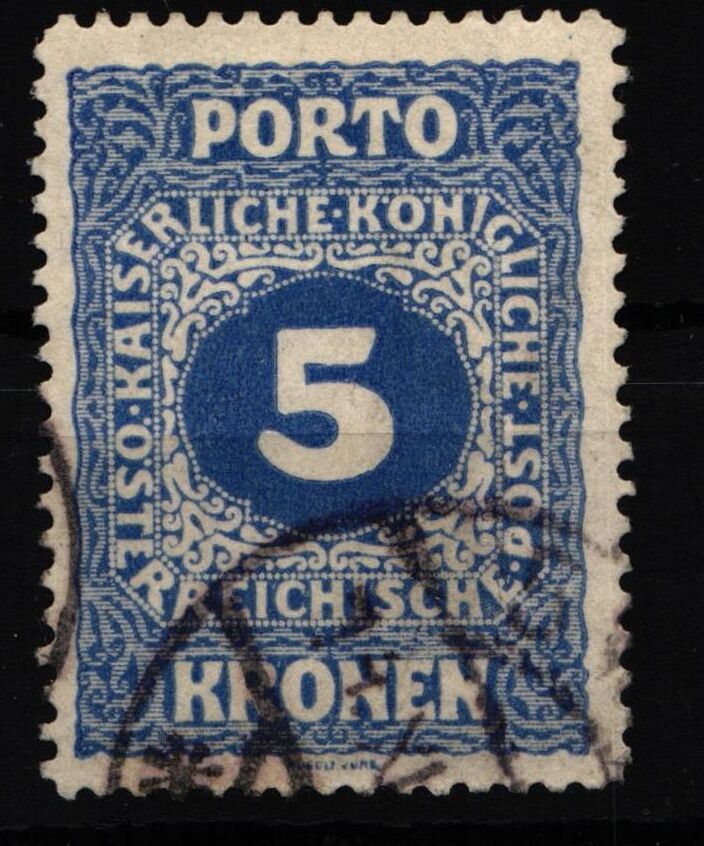 PORTO
KAISERLICHE·KÖNIGLICHE·ÖSTERREICHISCHE·POST·
5
KRONEN